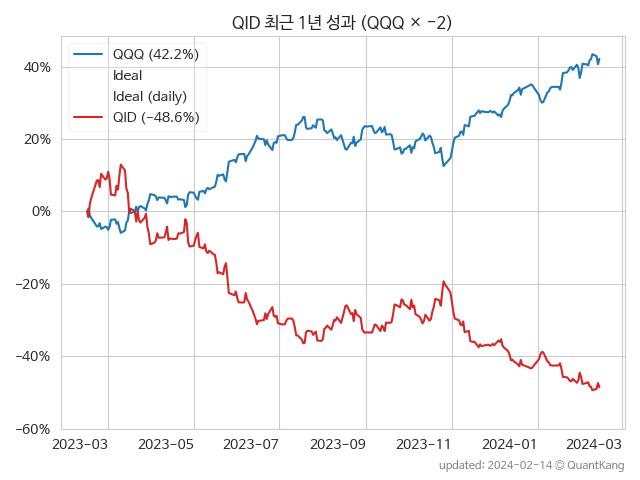 QID 최근 1년 성과 (QQQ × −2)
QQQ (42.2%)
Ideal
Ideal (daily)
QID (−48.6%)
40%
20%
0%
−20%
−40%
−60%
2023-03 2023-05 2023-07 2023-09 2023-11 2024-01 2024-03
updated: 2024-02-14 © QuantKang